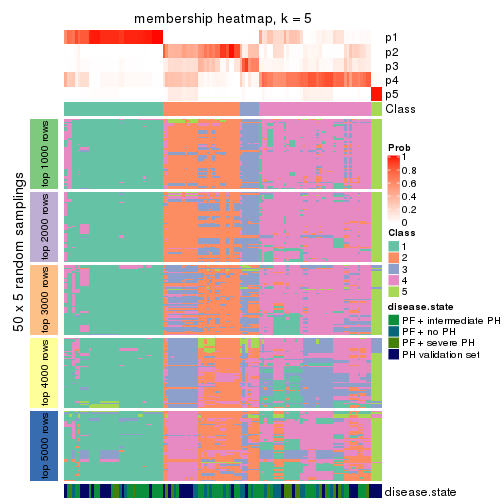 membership heatmap, k = 5
p1
p2
p3
p4
p5
Class
50 x 5 random samplings
top 1000 rows
top 2000 rows
top 3000 rows
top 4000 rows
top 5000 rows
disease.state
Prob
1
0.8
0.6
0.4
0.2
0
Class
1
2
3
4
5
disease.state
PF + intermediate PH
PF + no PH
PF + severe PH
PH validation set